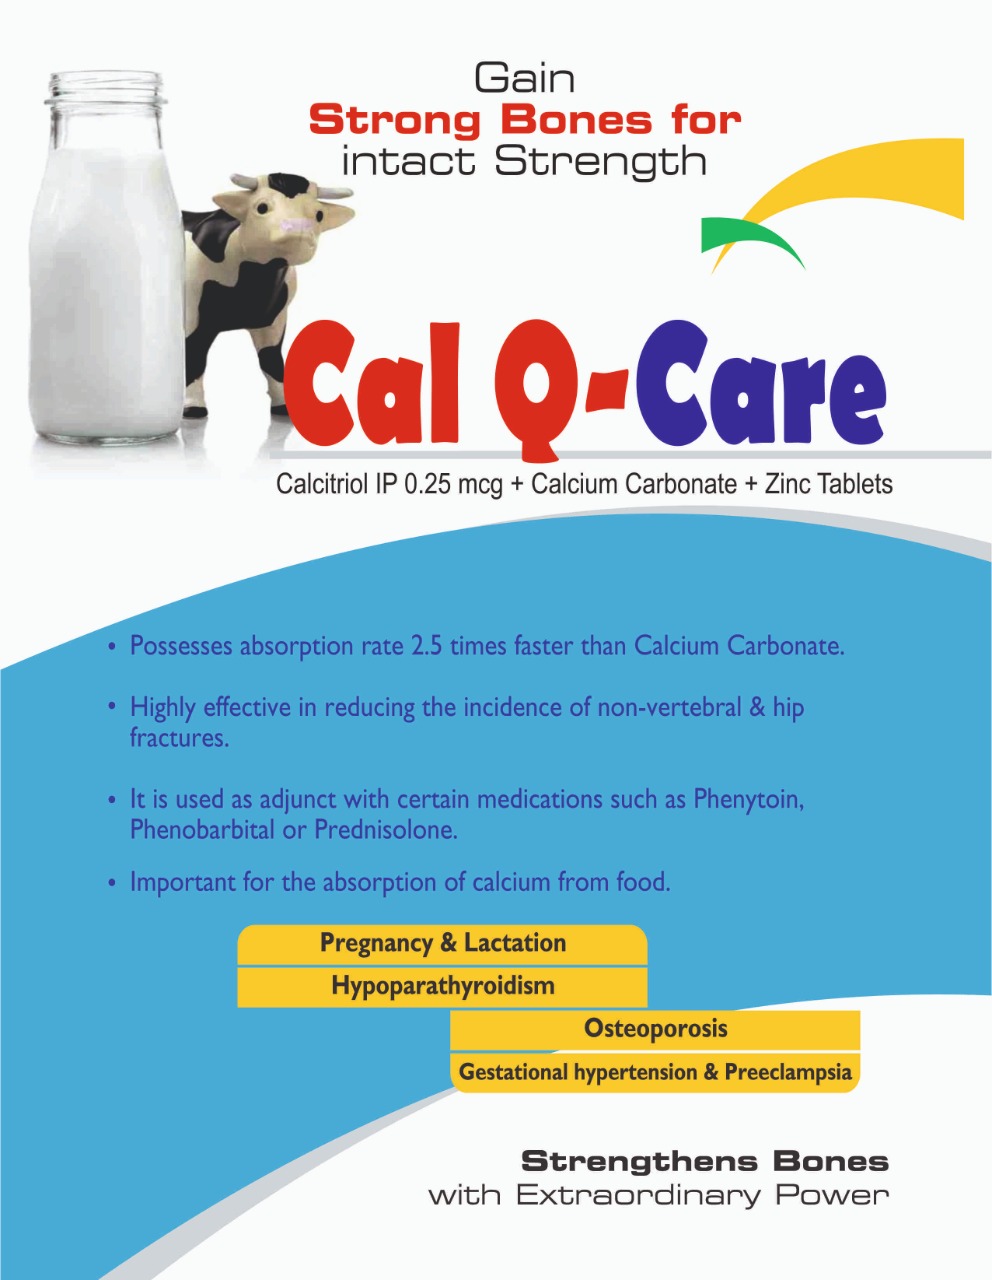 Gain
Strong Bones for
intact Strength
Cal Q-Care
Calcitriol IP 0.25 mcg + Calcium Carbonate + Zinc Tablets
• Possesses absorption rate 2.5 times faster than Calcium Carbonate.
• Highly effective in reducing the incidence of non-vertebral & hip
fractures.
• It is used as adjunct with certain medications such as Phenytoin,
Phenobarbital or Prednisolone.
• Important for the absorption of calcium from food.
Pregnancy & Lactation
Hypoparathyroidism
Osteoporosis
Gestational hypertension & Preeclampsia
Strengthens Bones
with Extraordinary Power